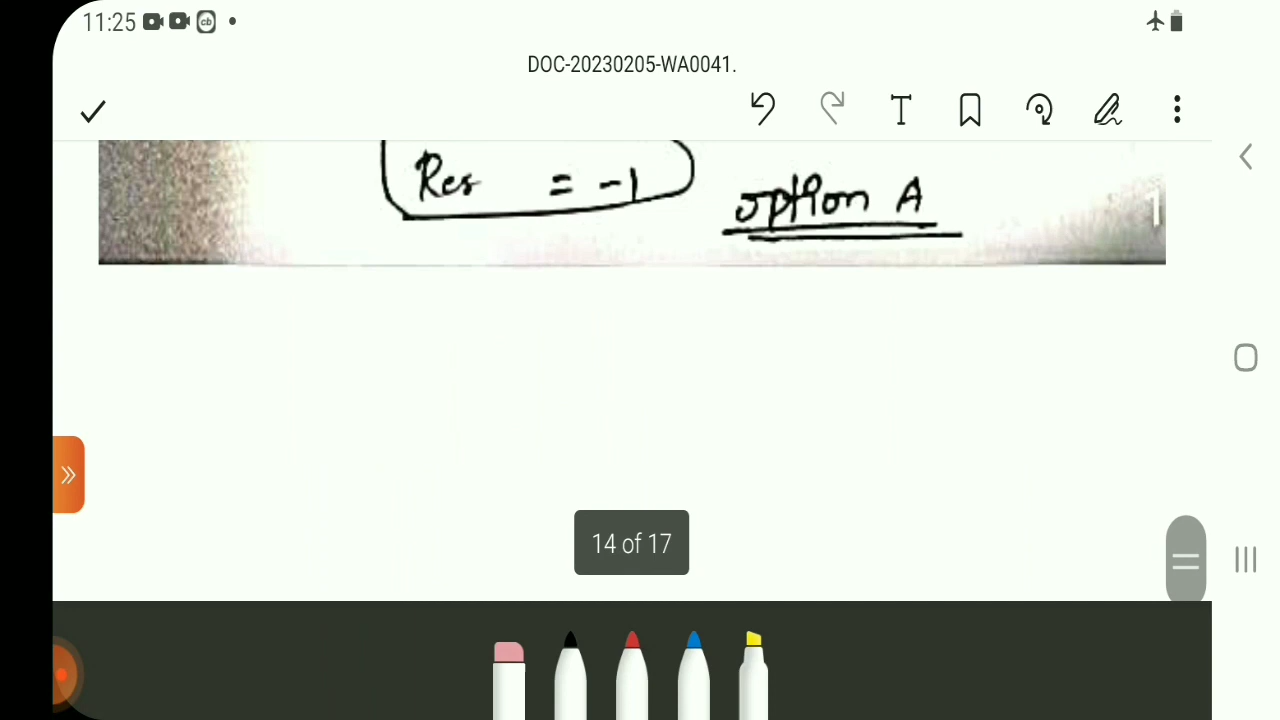 11:25
DOC-20230205-WA0041.
T
Res = -1
option A
14 of 17